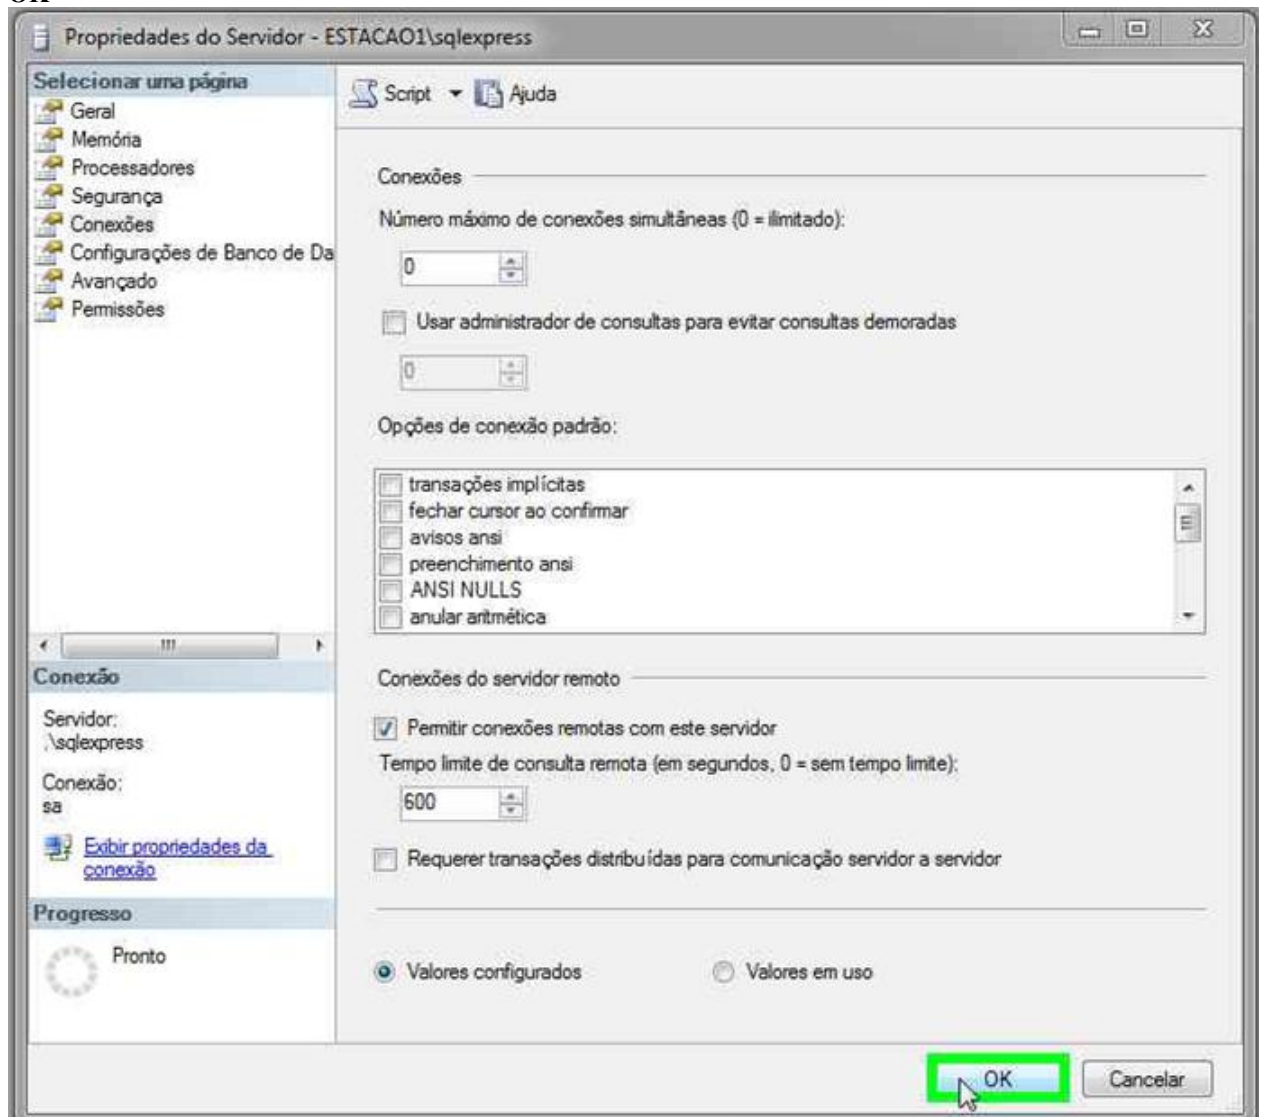 OK
Propriedades do Servidor - ESTACAO1\sqlexpress
Selecionar uma página
Geral
Memória
Processadores
Segurança
Conexões
Configurações de Banco de Da
Avançado
Permissões
Script
Ajuda
Conexões
Número máximo de conexões simultâneas (0 = ilimitado):
0
Usar administrador de consultas para evitar consultas demoradas
0
Opções de conexão padrão:
transações implícitas
fechar cursor ao confirmar
avisos ansi
preenchimento ansi
ANSI NULLS
anular aritmética
Conexão
Servidor:
.\sqlexpress
Conexão:
sa
Exibir propriedades da
conexão
Progresso
Pronto
Conexões do servidor remoto
Permitir conexões remotas com este servidor
Tempo limite de consulta remota (em segundos, 0 = sem tempo limite):
600
Requerer transações distribuídas para comunicação servidor a servidor
Valores configurados
Valores em uso
OK
Cancelar